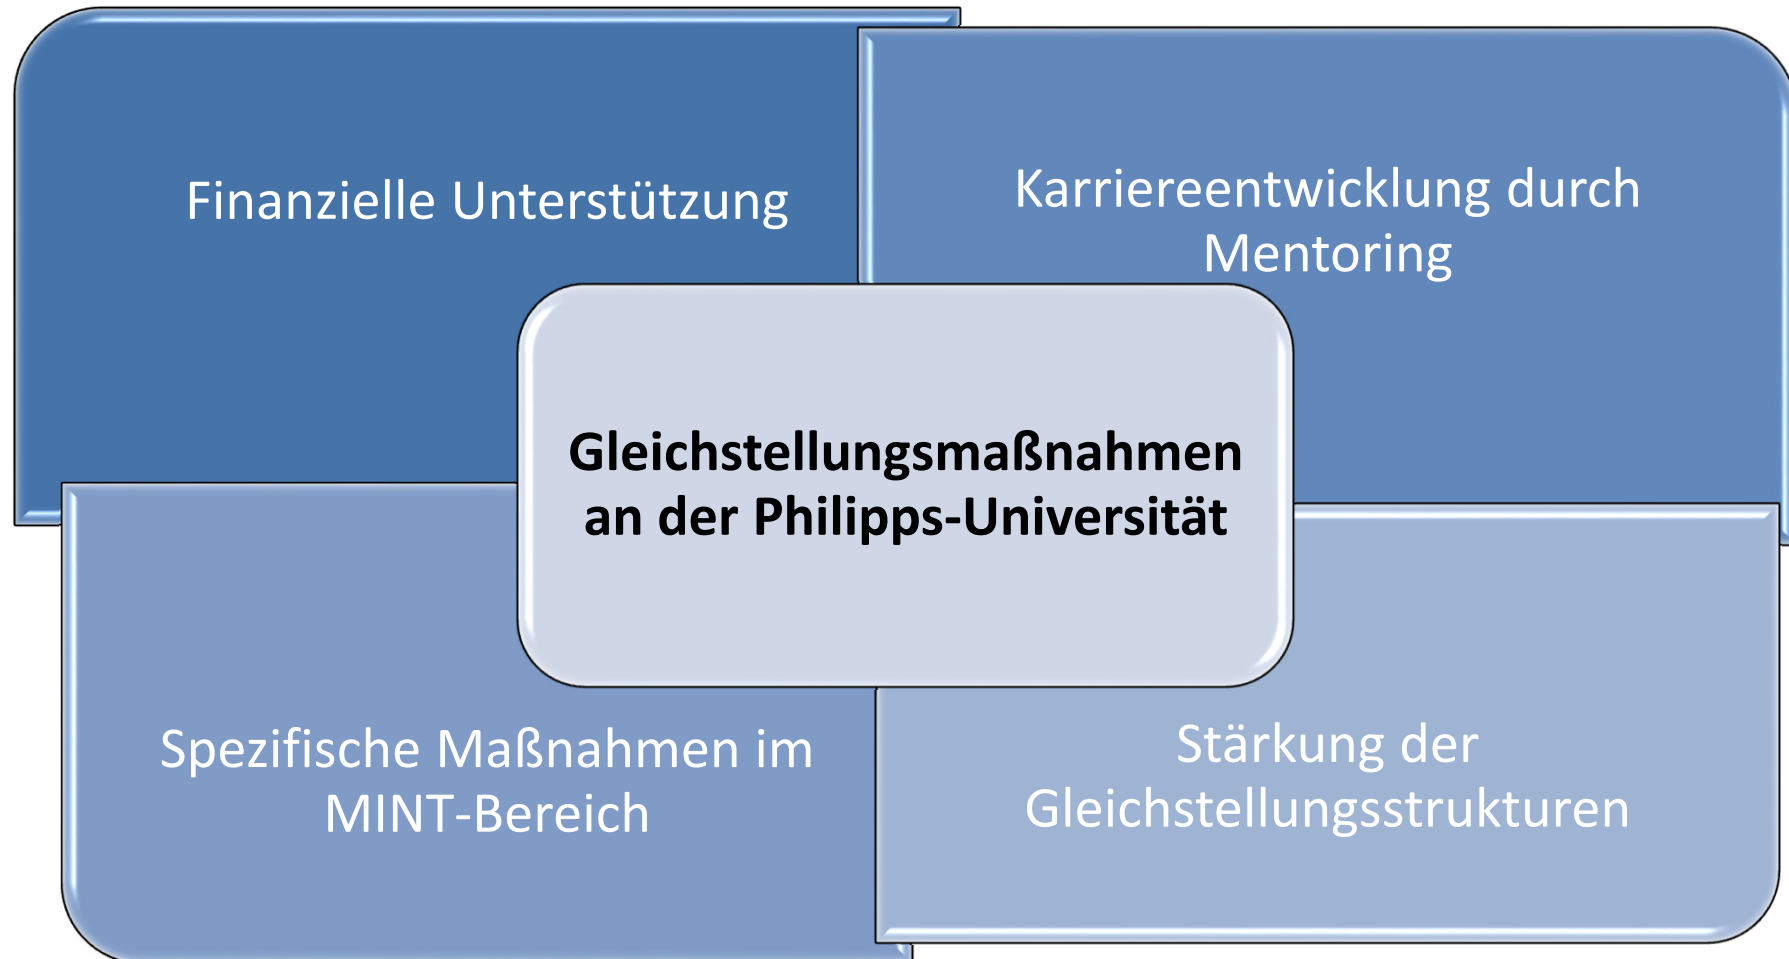 Finanzielle Unterstützung
Karriereentwicklung durch
Mentoring
Gleichstellungsmaßnahmen
an der Philipps-Universität
Spezifische Maßnahmen im
MINT-Bereich
Stärkung der
Gleichstellungsstrukturen